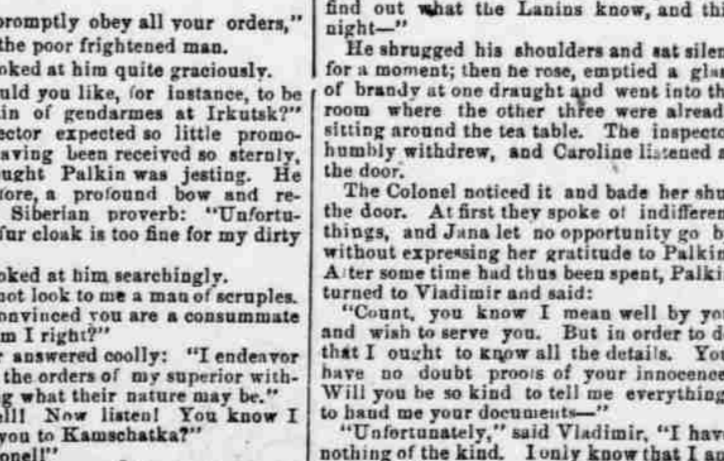 promptly obey all your orders,"
the poor frightened man.
oked at him quite graciously.
uld you like, for instance, to be
in of gendarmes at Irkutsk?"
ector expected so little promo-
aving been received so sternly,
ught Palkin was jesting. He
fore, a profound bow and re-
Siberian proverb: "Unfortu-
fur cloak is too fine for my dirty
oked at him searchingly.
not look to me a man of scruples.
onvinced you are a consummate
m I right?"
r answered coolly: "I endeavor
the orders of my superior with-
g what their nature may be."
ell! Now listen! You know I
you to Kamschatka?"
onel!"
find out what the Lanins know, and thi
night—"
He shrugged his shoulders and sat silen
for a moment; then he rose, emptied a gla
of brandy at one draught and went into th
room where the other three were alread
sitting around the tea table. The inspecto
humbly withdrew, and Caroline listened a
the door.
The Colonel noticed it and bade her shu
the door. At first they spoke of indifferen
things, and Jana let no opportunity go b
without expressing her gratitude to Palkin
After some time had thus been spent, Palki
turned to Vladimir and said:
"Count, you know I mean well by yo
and wish to serve you. But in order to d
that I ought to know all the details. You
have no doubt proofs of your innocence
Will you be so kind to tell me everything
to hand me your documents—"
"Unfortunately," said Vladimir, "I hav
nothing of the kind. I only know that I a